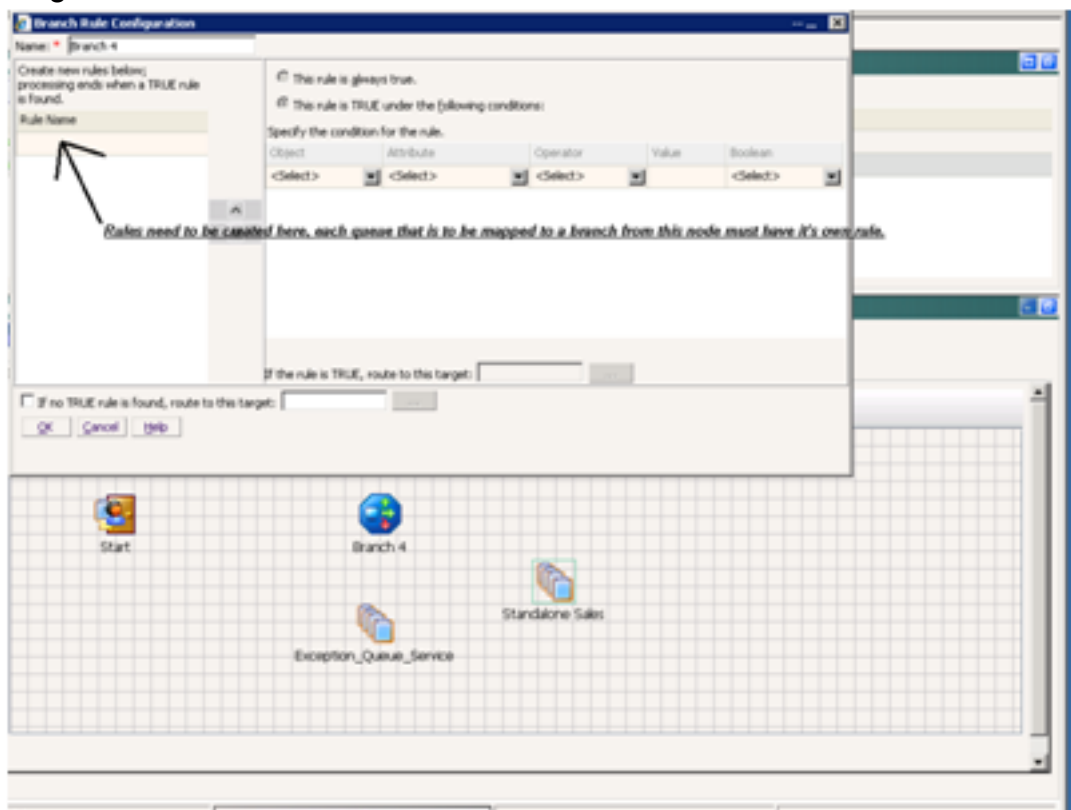 Branch Rule Configuration
Name: * Branch 4
Create new rules below;
processing ends when a TRUE rule
is found.
Rule Name
This rule is always true.
This rule is TRUE under the following conditions:
Specify the condition for the rule.
Object Attribute Operator Value Boolean
<Select> <Select> <Select> <Select>
Rules need to be created here, each queue that is to be mapped to a branch from this node must have it's own rule.
If the rule is TRUE, route to this target: ...
If no TRUE rule is found, route to this target: ...
OK Cancel Help
Start
Branch 4
Standalone Sales
Exception_Queue_Service